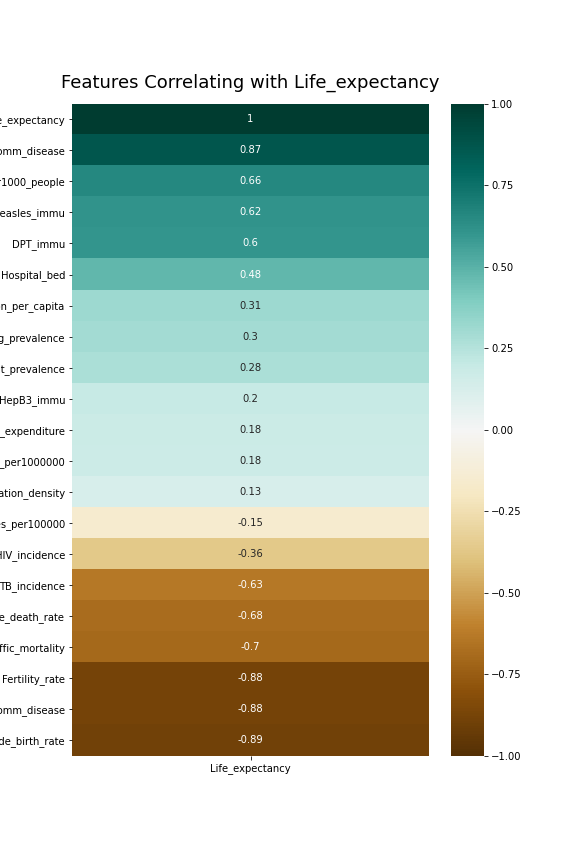 Features Correlating with Life_expectancy
e_expectancy 1
omm_disease 0.87
r1000_people 0.66
easles_immu 0.62
DPT_immu 0.6
Hospital_bed 0.48
n_per_capita 0.31
g_prevalence 0.3
t_prevalence 0.28
HepB3_immu 0.2
_expenditure 0.18
_per1000000 0.18
ation_density 0.13
es_per100000 -0.15
HIV_incidence -0.36
TB_incidence -0.63
e_death_rate -0.68
ffic_mortality -0.7
Fertility_rate -0.88
omm_disease -0.88
de_birth_rate -0.89
Life_expectancy
1.00
0.75
0.50
0.25
0.00
−0.25
−0.50
−0.75
−1.00